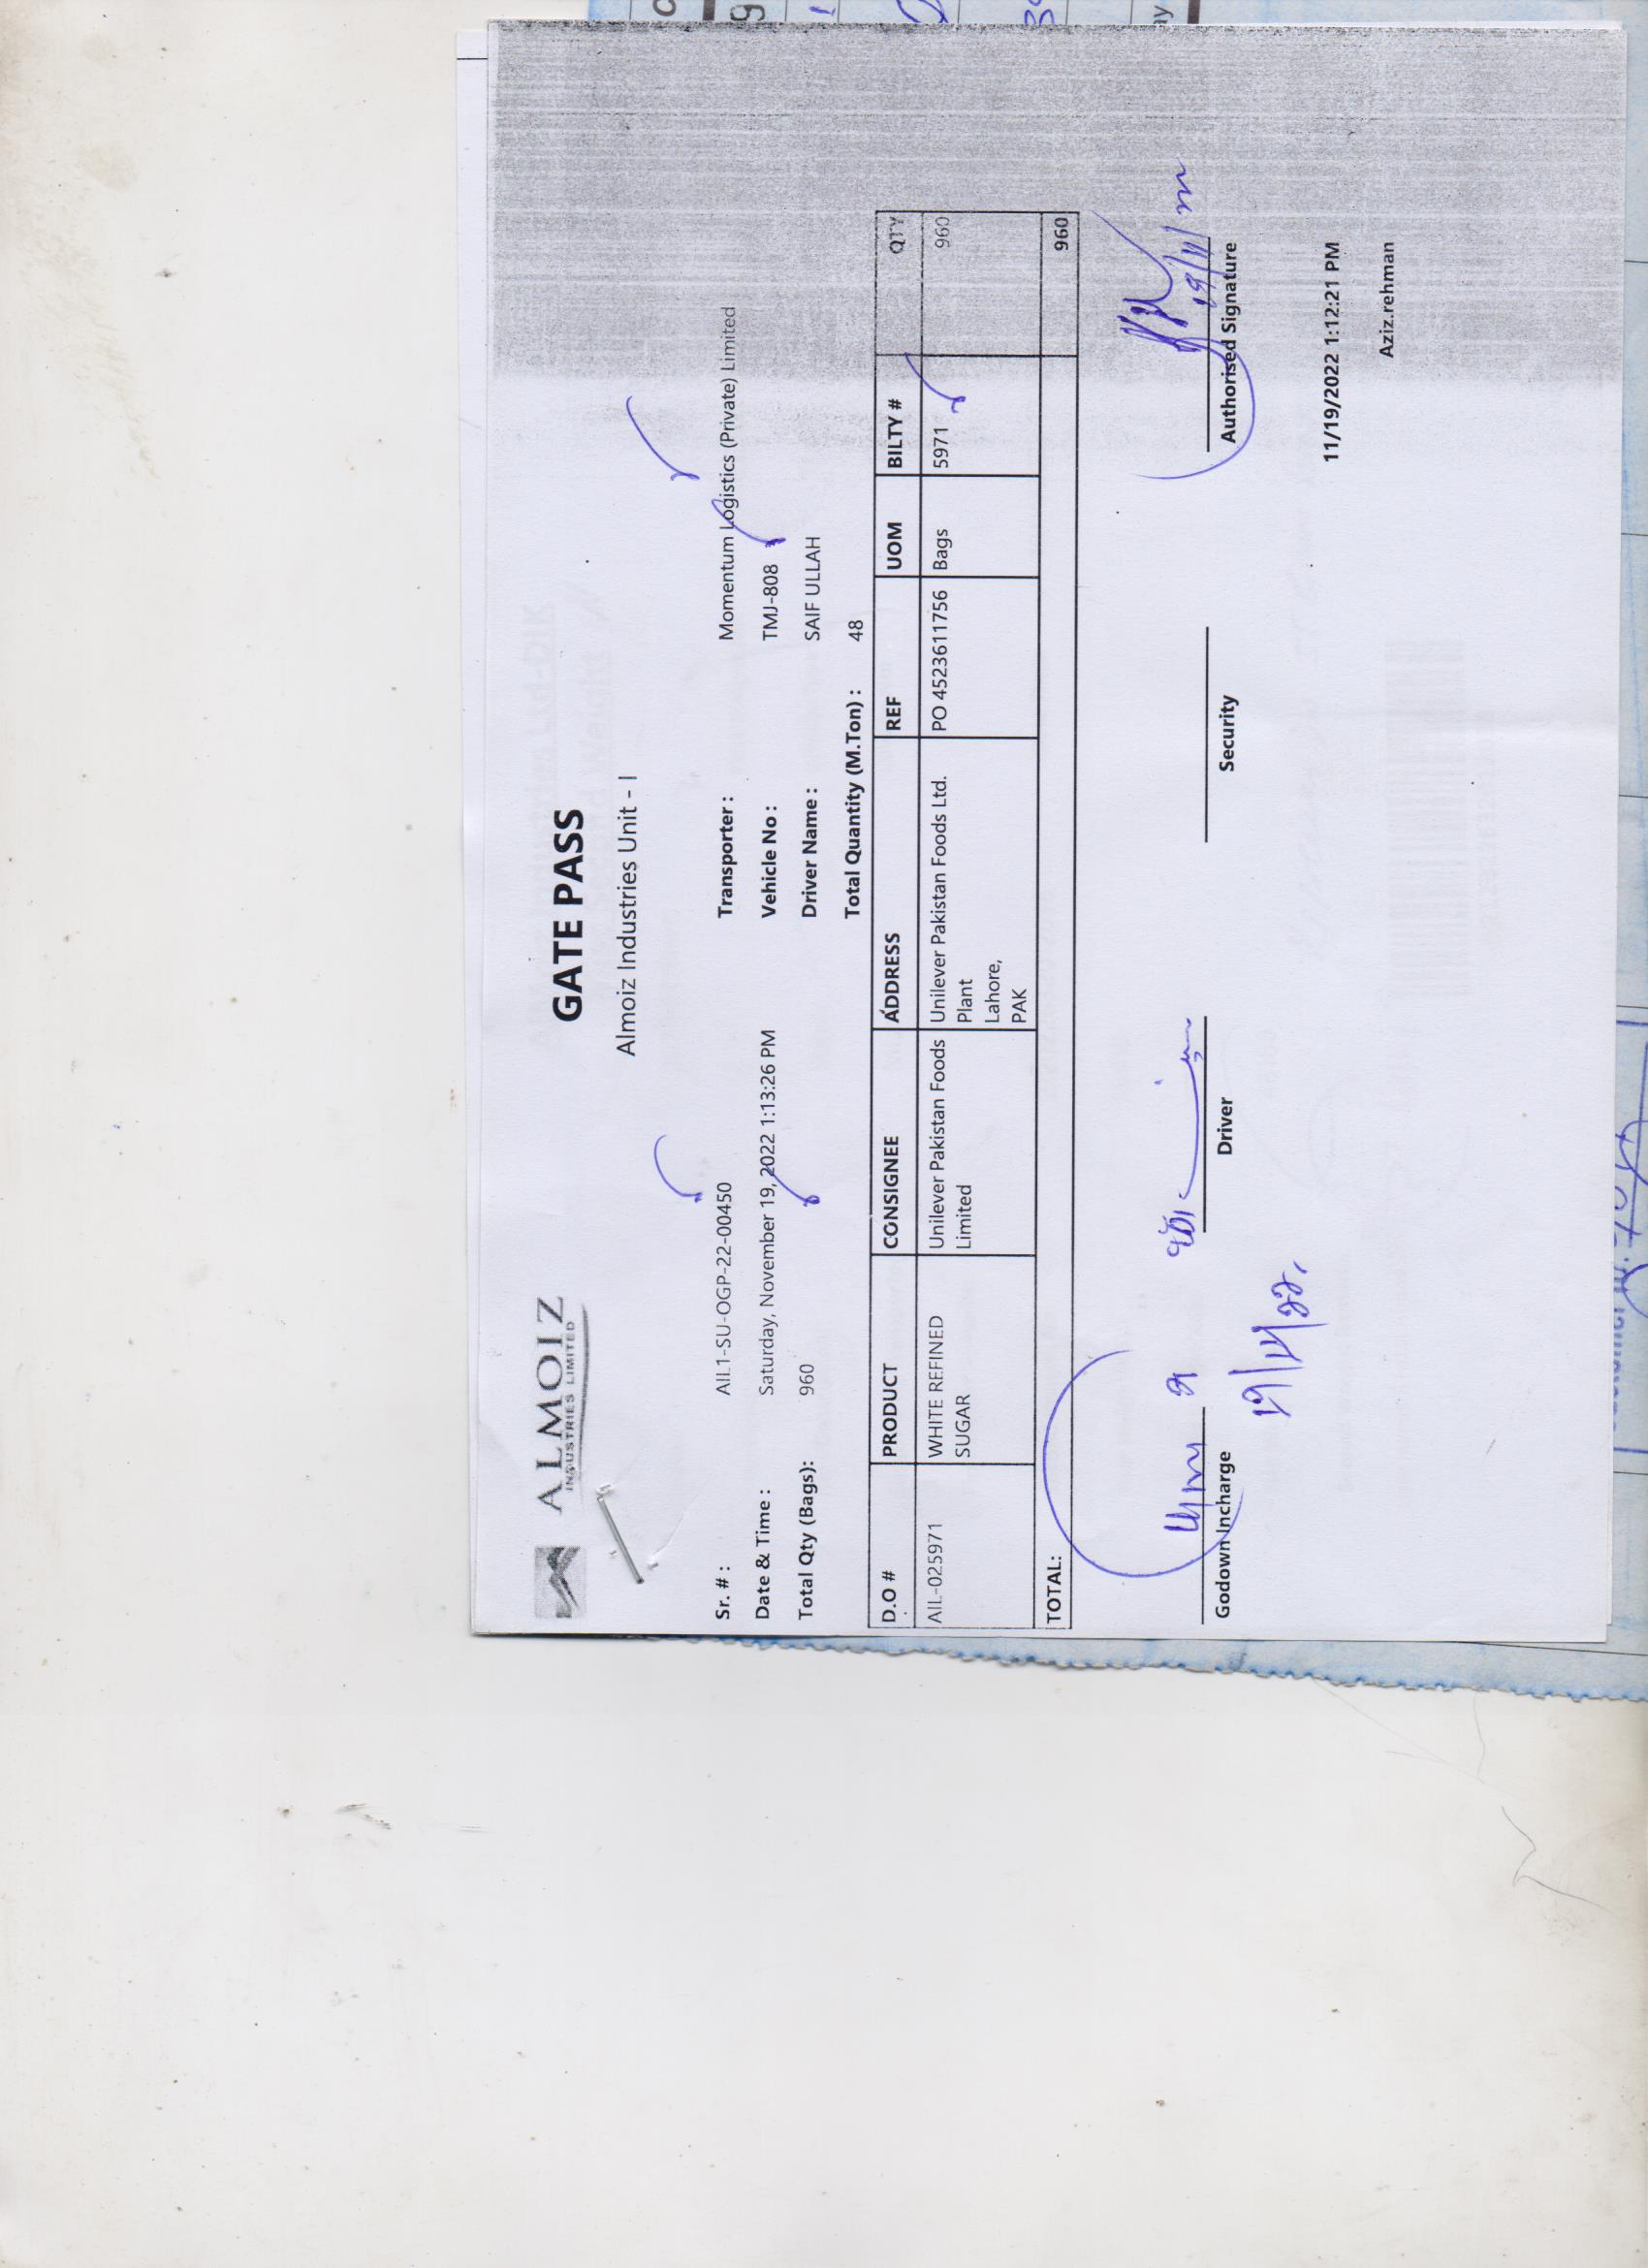 ALMOIZ
INDUSTRIES LIMITED
GATE PASS
Almoiz Industries Unit - I
Sr. # : AIL1-SU-OGP-22-00450 Transporter : Momentum Logistics (Private) Limited
Date & Time : Saturday, November 19, 2022 1:13:26 PM Vehicle No : TMJ-808
Total Qty (Bags): 960 Driver Name : SAIF ULLAH
Total Quantity (M.Ton) : 48
D.O # PRODUCT CONSIGNEE ADDRESS REF UOM BILTY # QTY
AIL-025971 WHITE REFINED Unilever Pakistan Foods Unilever Pakistan Foods Ltd. PO 4523611756 Bags 5971 960
SUGAR Limited Plant
Lahore,
PAK
TOTAL: 960
19/11/
Godown Incharge Driver Security Authorised Signature
19/11/22
11/19/2022 1:12:21 PM
Aziz.rehman